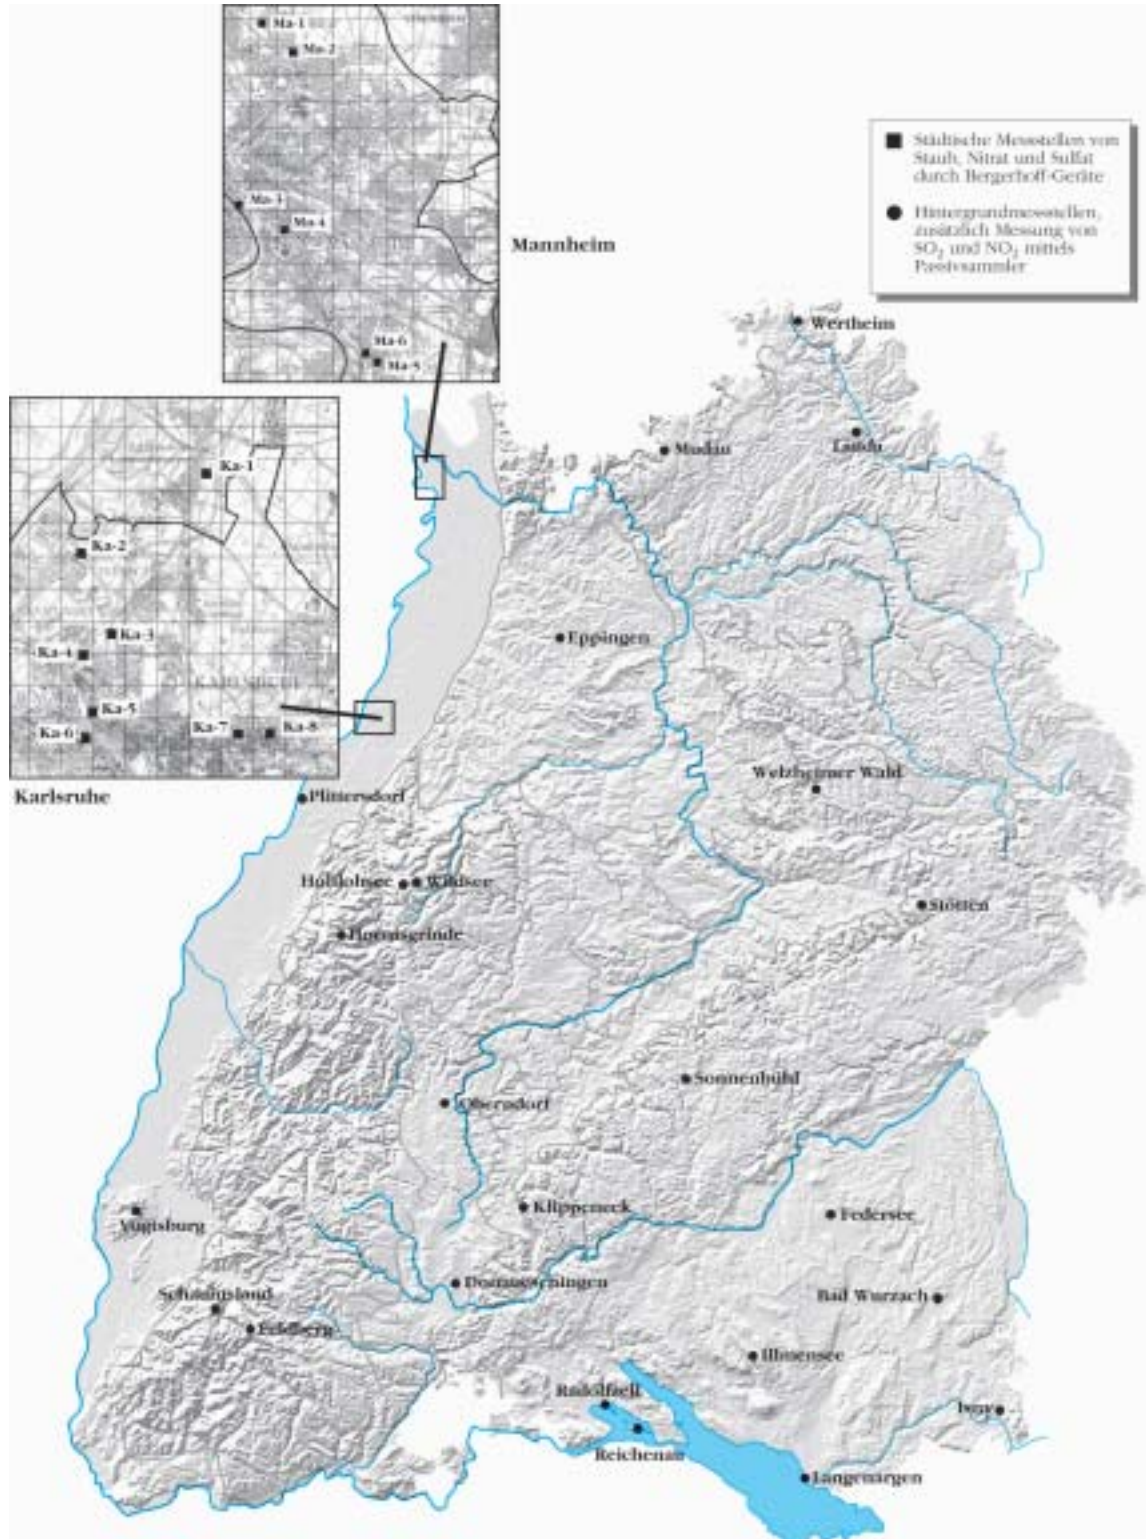 Ma-1
Ma-2
Ma-3
Ma-4
Ma-6
Ma-5
Mannheim
Städtische Messstellen von
Staub, Nitrat und Sulfat
durch Bergerhoff-Geräte
Hintergrundmessstellen,
zusätzlich Messung von
SO₂ und NO₂ mittels
Passivsammler
Wertheim
Mudau
Lauda
Ka-1
Ka-2
Ka-3
Ka-4
Ka-5
Ka-6
Ka-7
Ka-8
Karlsruhe
Eppingen
Welzheimer Wald
Plittersdorf
Hohlohsee
Wildsee
Stötten
Hornisgrinde
Sonnenbühl
Oberndorf
Klippeneck
Federsee
Vogtsburg
Donaueschingen
Schauinsland
Bad Wurzach
Feldberg
Illmensee
Radolfzell
Isny
Reichenau
Langenargen